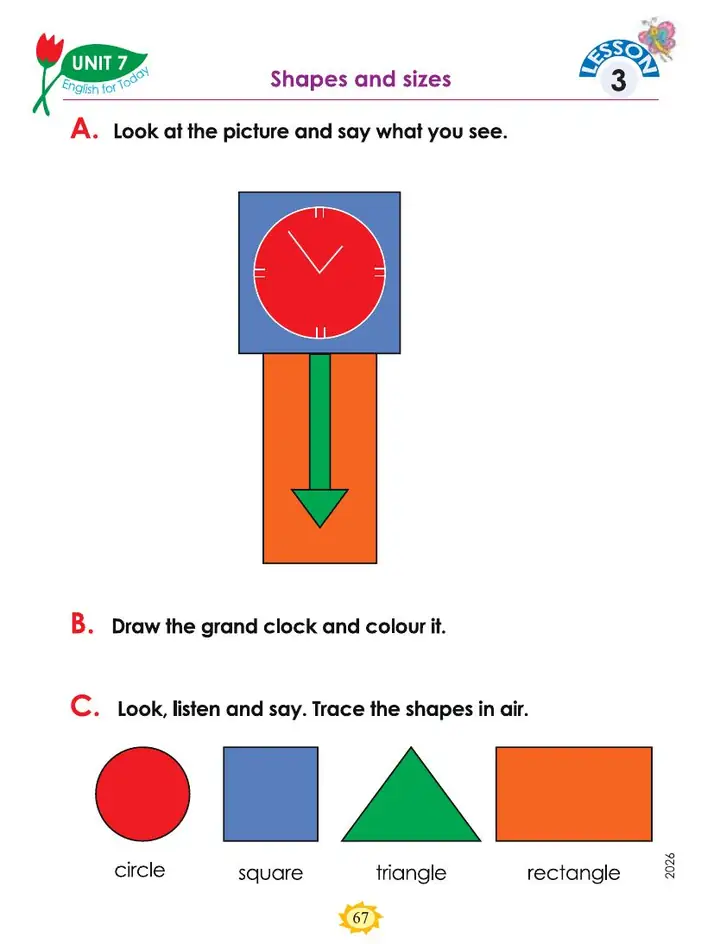 UNIT 7
English for Today
Shapes and sizes
LESSON
3
A. Look at the picture and say what you see.
B. Draw the grand clock and colour it.
C. Look, listen and say. Trace the shapes in air.
circle square triangle rectangle
2026
67